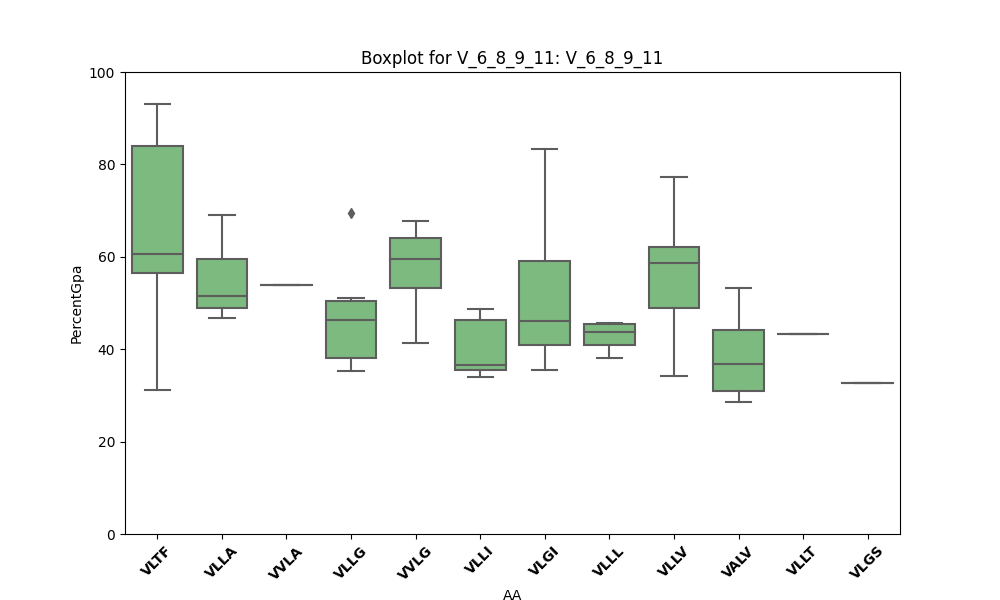 Boxplot for V_6_8_9_11: V_6_8_9_11
100
80
60
40
20
0
PercentGpa
VLTF
VLLA
VVLA
VLLG
VVLG
VLLI
VLGI
VLLL
VLLV
VALV
VLLT
VLGS
AA